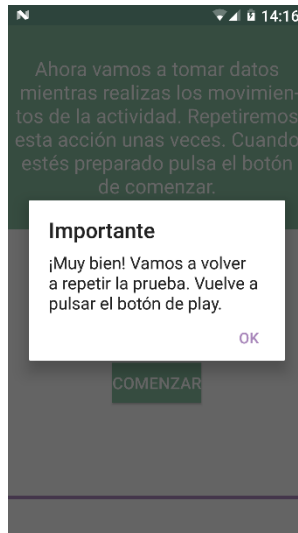 14:16
Ahora vamos a tomar datos
mientras realizas los movimien-
tos de la actividad. Repetiremos
esta acción unas veces. Cuando
estés preparado pulsa el botón
de comenzar.
Importante
¡Muy bien! Vamos a volver
a repetir la prueba. Vuelve a
pulsar el botón de play.
OK
COMENZAR